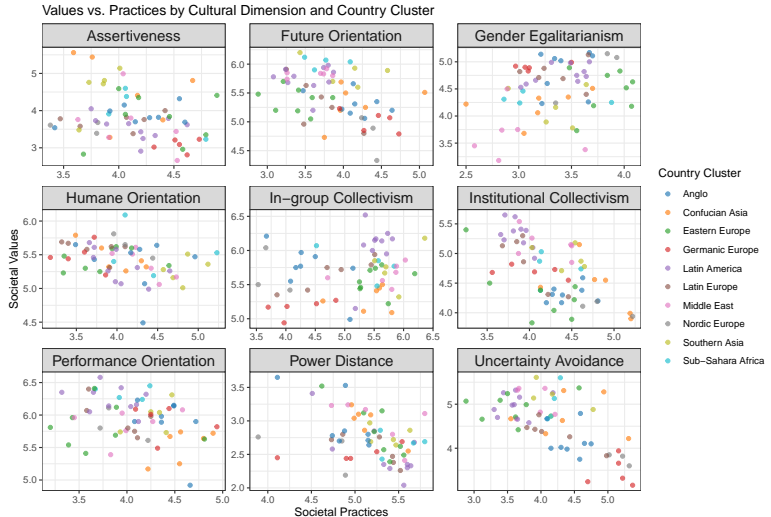 Values vs. Practices by Cultural Dimension and Country Cluster
Assertiveness
Future Orientation
Gender Egalitarianism
5
4
3
3.5 4.0 4.5
6.0
5.5
5.0
4.5
3.0 3.5 4.0 4.5 5.0
5.0
4.5
4.0
3.5
2.5 3.0 3.5 4.0
Humane Orientation
In−group Collectivism
Institutional Collectivism
6.0
5.5
5.0
4.5
3.5 4.0 4.5 5.0
6.5
6.0
5.5
5.0
3.5 4.0 4.5 5.0 5.5 6.0 6.5
5.5
5.0
4.5
4.0
3.5 4.0 4.5 5.0
Performance Orientation
Power Distance
Uncertainty Avoidance
6.5
6.0
5.5
5.0
3.5 4.0 4.5 5.0
3.5
3.0
2.5
2.0
4.0 4.5 5.0 5.5
5
4
3.0 3.5 4.0 4.5 5.0
Societal Values
Societal Practices
Country Cluster
Anglo
Confucian Asia
Eastern Europe
Germanic Europe
Latin America
Latin Europe
Middle East
Nordic Europe
Southern Asia
Sub−Sahara Africa